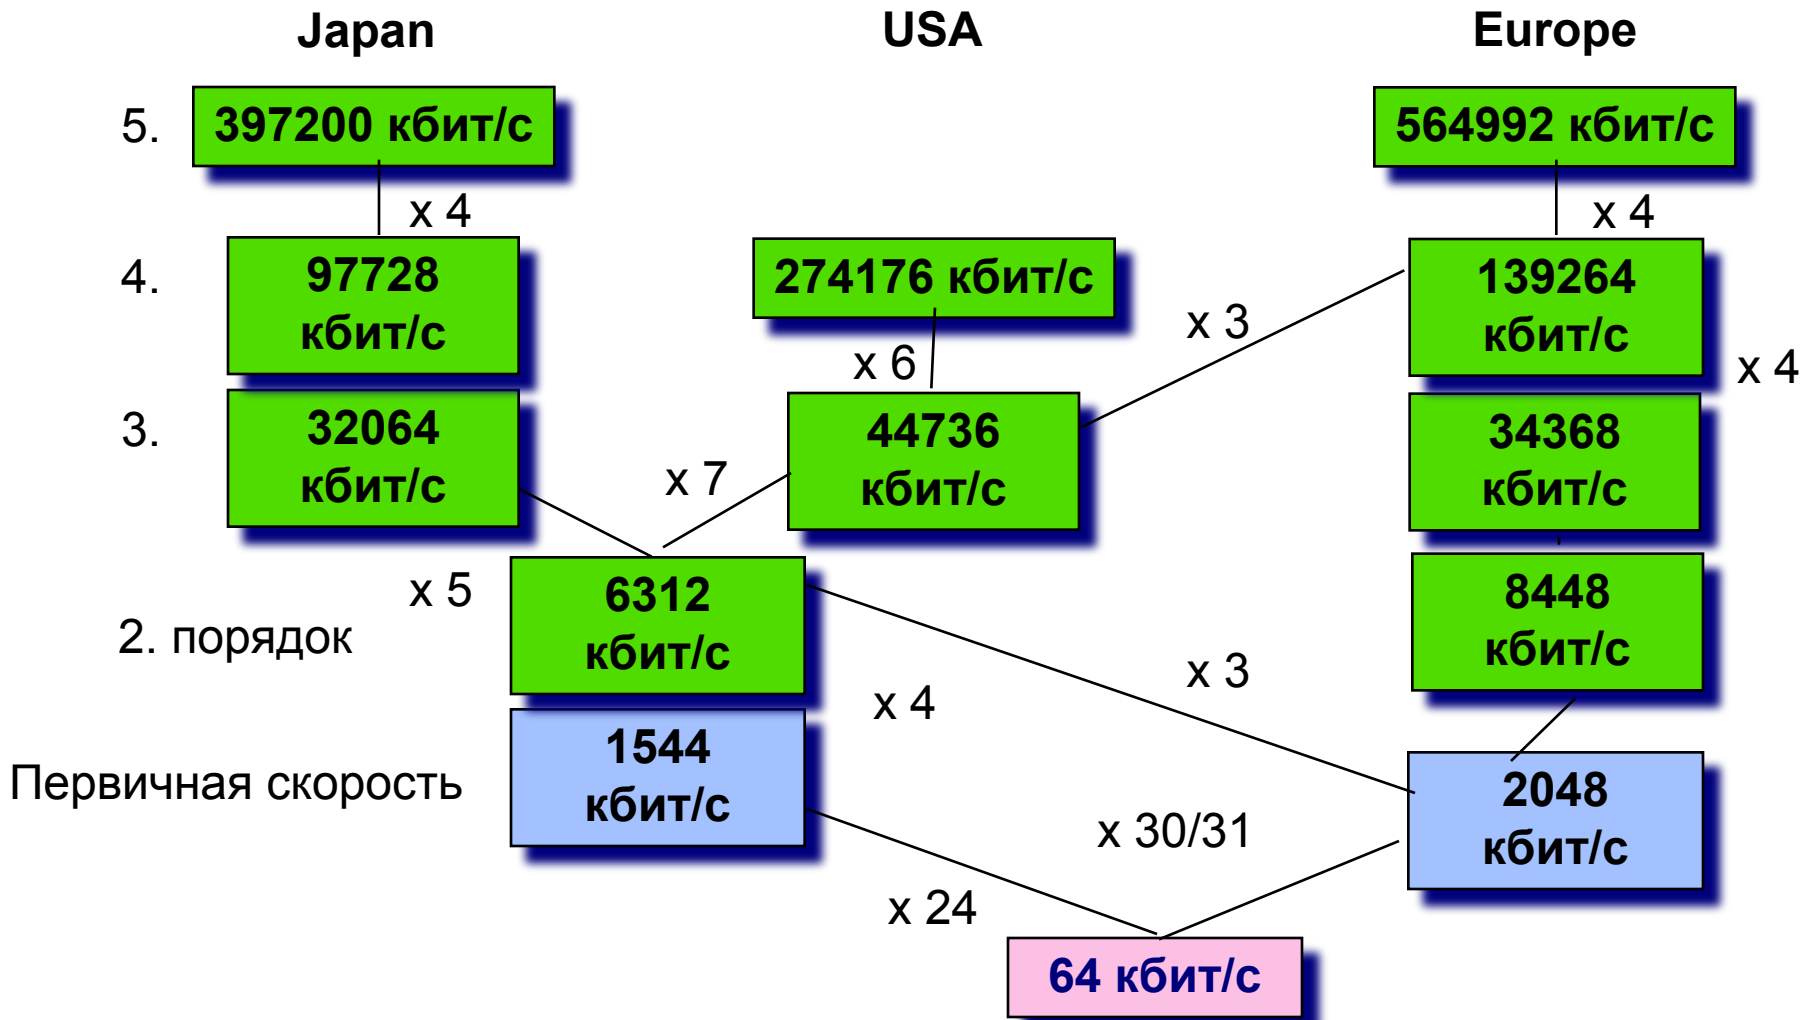 Japan
USA
Europe
5.
397200 кбит/с
564992 кбит/с
x 4
x 4
4.
97728
кбит/с
274176 кбит/с
139264
кбит/с
x 3
x 6
x 4
3.
32064
кбит/с
44736
кбит/с
34368
кбит/с
x 7
x 5
6312
кбит/с
8448
кбит/с
2. порядок
x 3
x 4
Первичная скорость
1544
кбит/с
2048
кбит/с
x 30/31
x 24
64 кбит/с